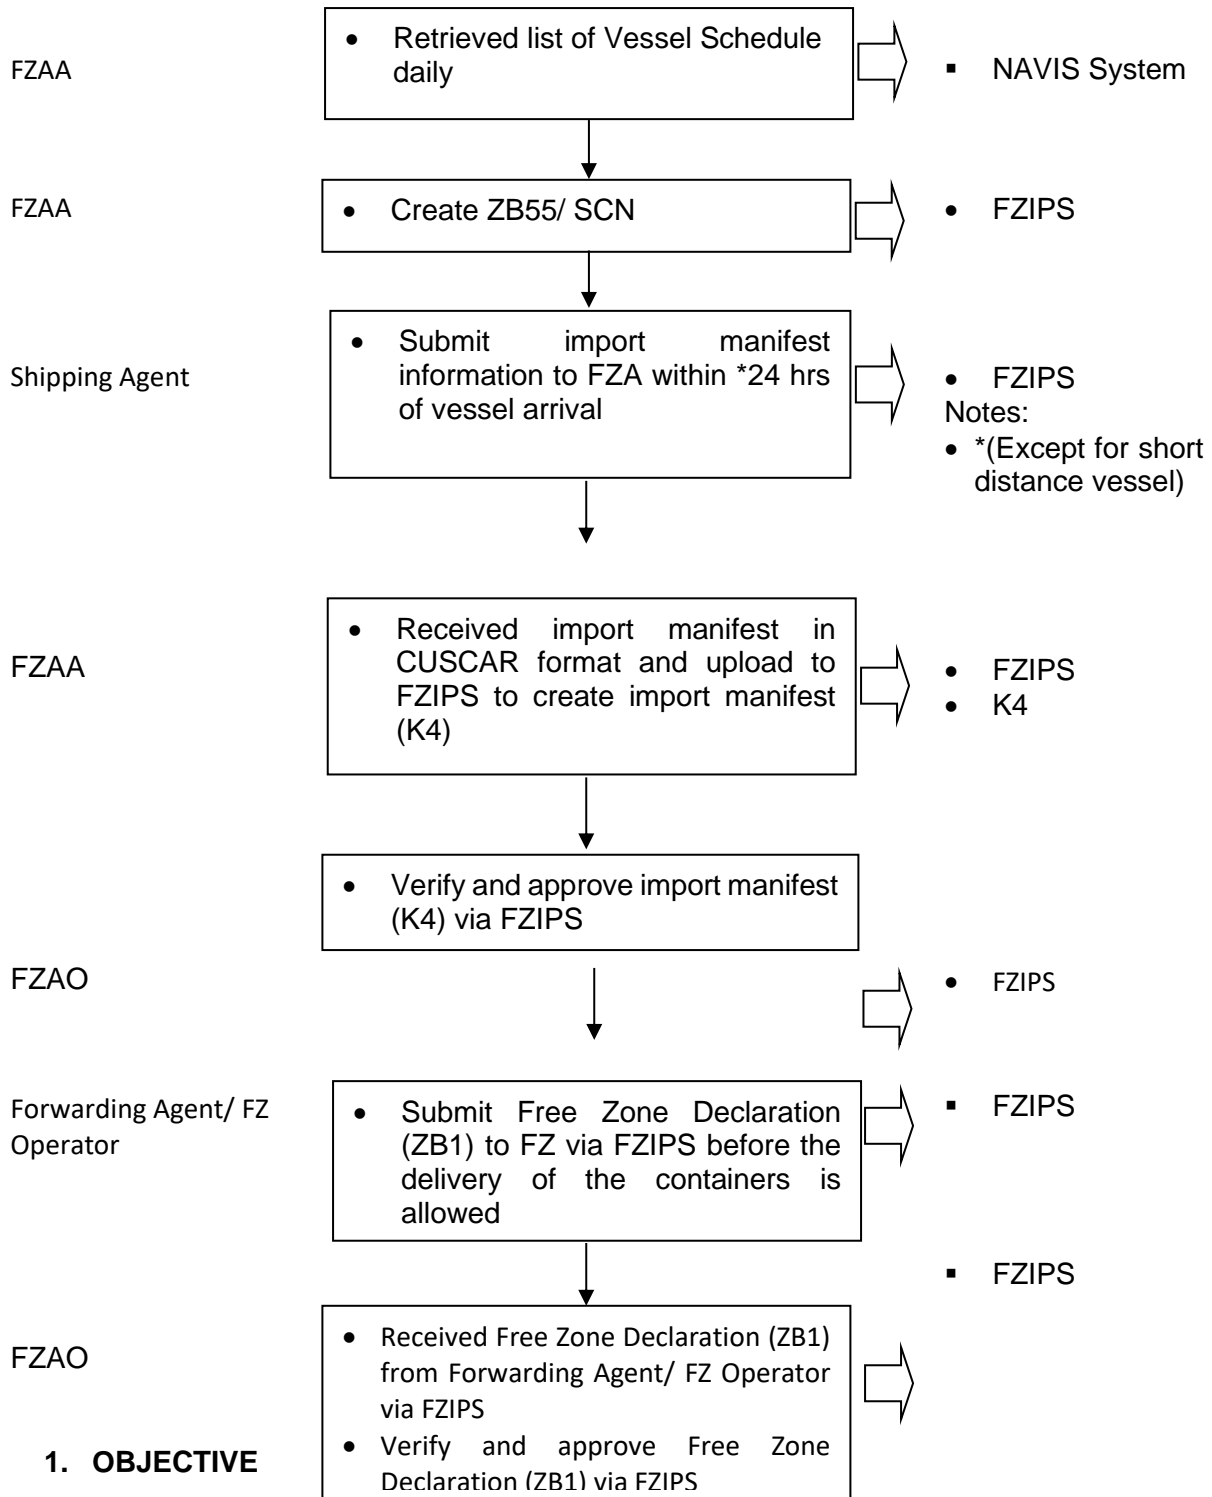 FZAA
• Retrieved list of Vessel Schedule
daily
▪ NAVIS System
FZAA
• Create ZB55/ SCN
• FZIPS
Shipping Agent
• Submit import manifest
information to FZA within *24 hrs
of vessel arrival
• FZIPS
Notes:
• *(Except for short
distance vessel)
FZAA
• Received import manifest in
CUSCAR format and upload to
FZIPS to create import manifest
(K4)
• FZIPS
• K4
• Verify and approve import manifest
(K4) via FZIPS
FZAO
• FZIPS
Forwarding Agent/ FZ
Operator
• Submit Free Zone Declaration
(ZB1) to FZ via FZIPS before the
delivery of the containers is
allowed
▪ FZIPS
▪ FZIPS
FZAO
• Received Free Zone Declaration (ZB1)
from Forwarding Agent/ FZ Operator
via FZIPS
• Verify and approve Free Zone
Declaration (ZB1) via FZIPS
1. OBJECTIVE